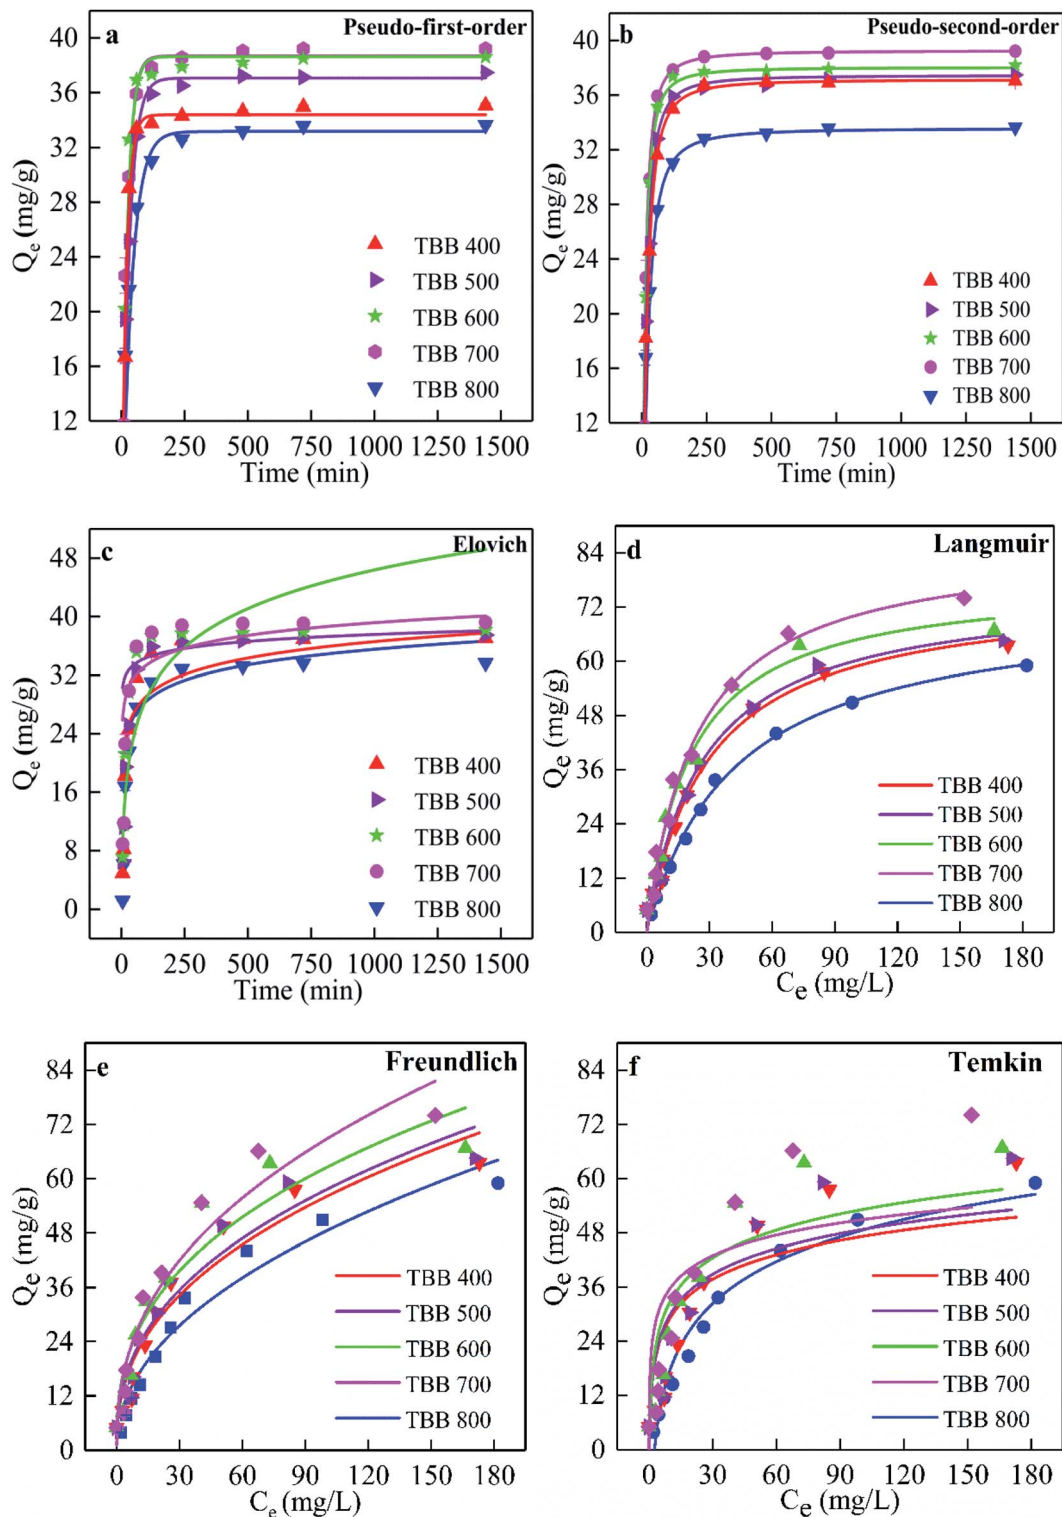 a
Pseudo-first-order
40
36
32
28
24
20
16
12
Qe (mg/g)
TBB 400
TBB 500
TBB 600
TBB 700
TBB 800
0 250 500 750 1000 1250 1500
Time (min)
b
Pseudo-second-order
40
36
32
28
24
20
16
12
Qe (mg/g)
TBB 400
TBB 500
TBB 600
TBB 700
TBB 800
0 250 500 750 1000 1250 1500
Time (min)
c
Elovich
48
40
32
24
16
8
0
Qe (mg/g)
TBB 400
TBB 500
TBB 600
TBB 700
TBB 800
0 250 500 750 1000 1250 1500
Time (min)
d
Langmuir
84
72
60
48
36
24
12
0
Qe (mg/g)
TBB 400
TBB 500
TBB 600
TBB 700
TBB 800
0 30 60 90 120 150 180
Ce (mg/L)
e
Freundlich
84
72
60
48
36
24
12
0
Qe (mg/g)
TBB 400
TBB 500
TBB 600
TBB 700
TBB 800
0 30 60 90 120 150 180
Ce (mg/L)
f
Temkin
84
72
60
48
36
24
12
0
Qe (mg/g)
TBB 400
TBB 500
TBB 600
TBB 700
TBB 800
0 30 60 90 120 150 180
Ce (mg/L)